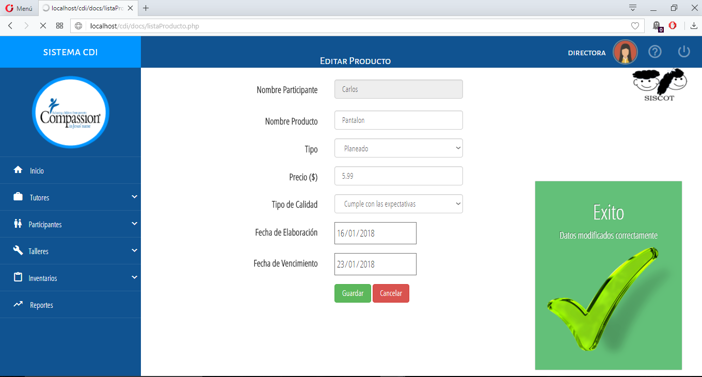 Menú
localhost/cdi/docs/listaPr
localhost/cdi/docs/listaProducto.php
SISTEMA CDI
DIRECTORA
EDITAR PRODUCTO
Compassion
SISCOT
Inicio
Tutores
Participantes
Talleres
Inventarios
Reportes
Nombre Participante
Carlos
Nombre Producto
Pantalon
Tipo
Planeado
Precio ($)
5.99
Tipo de Calidad
Cumple con las expectativas
Fecha de Elaboración
16/01/2018
Fecha de Vencimiento
23/01/2018
Guardar
Cancelar
Exito
Datos modificados correctamente